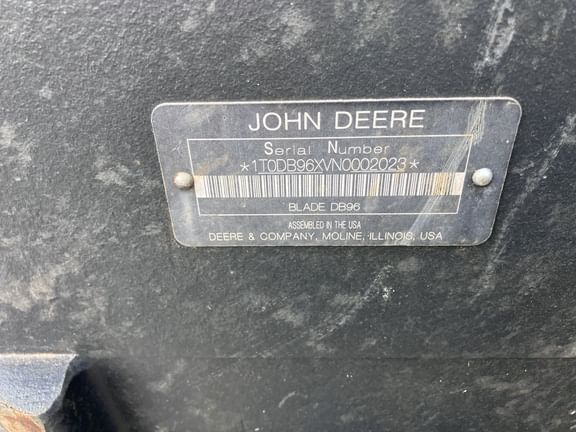 JOHN DEERE
Serial Number
*1T0DB96XVN0002023*
BLADE DB96
ASSEMBLED IN THE USA
DEERE & COMPANY, MOLINE, ILLINOIS, USA